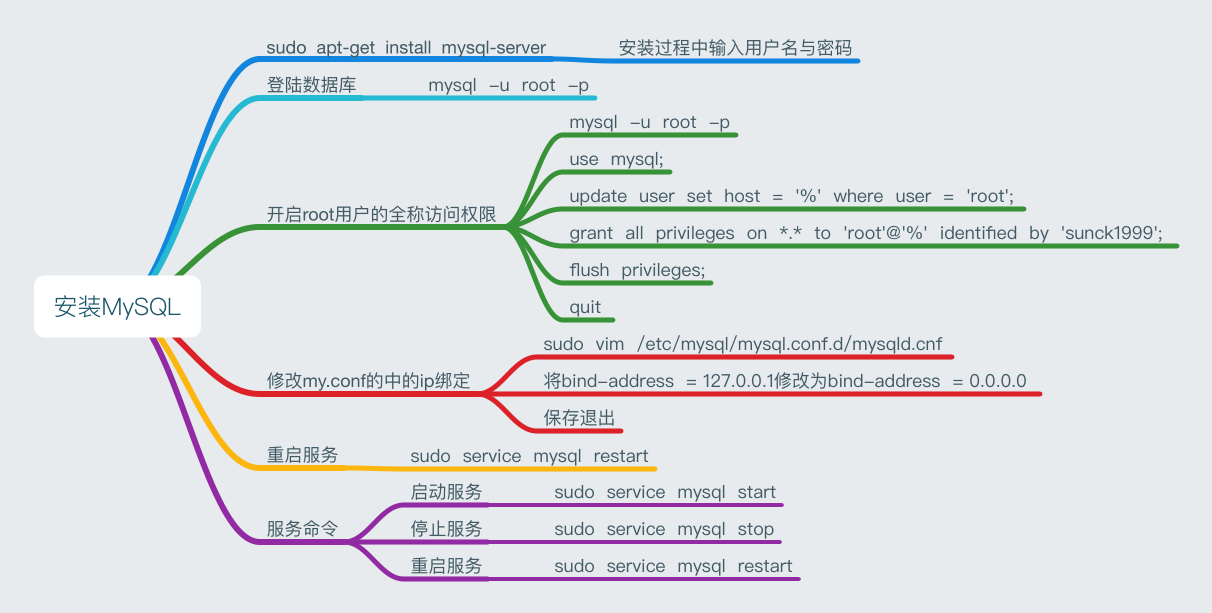 sudo apt-get install mysql-server
安装过程中输入用户名与密码
登陆数据库
mysql -u root -p
开启root用户的全称访问权限
mysql -u root -p
use mysql;
update user set host = '%' where user = 'root';
grant all privileges on *.* to 'root'@'%' identified by 'sunck1999';
flush privileges;
quit
安装MySQL
修改my.conf的中的ip绑定
sudo vim /etc/mysql/mysql.conf.d/mysqld.cnf
将bind-address = 127.0.0.1修改为bind-address = 0.0.0.0
保存退出
重启服务
sudo service mysql restart
服务命令
启动服务
sudo service mysql start
停止服务
sudo service mysql stop
重启服务
sudo service mysql restart